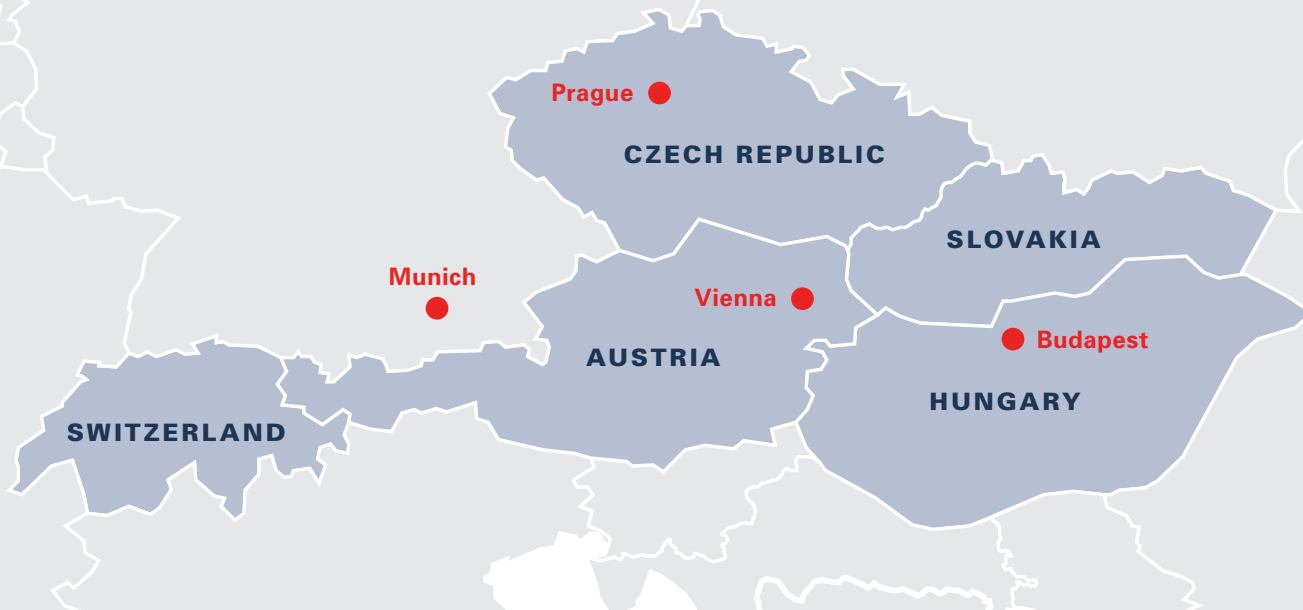 Prague
CZECH REPUBLIC
SLOVAKIA
Munich
Vienna
Budapest
AUSTRIA
HUNGARY
SWITZERLAND